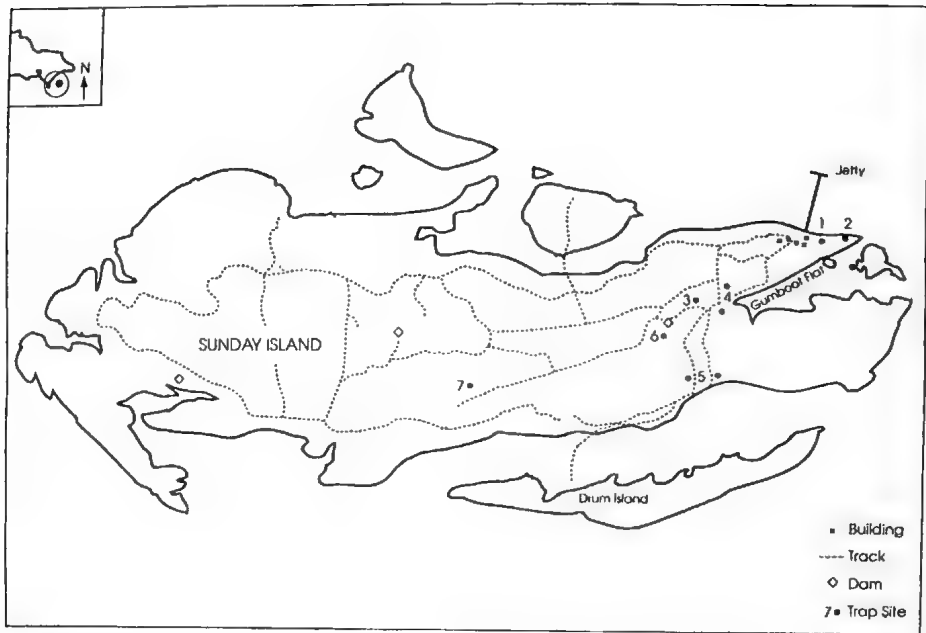 N
Jetty
1
2
Gumboot Flat
3
4
SUNDAY ISLAND
6
7
5
Drum Island
Building
Track
Dam
7 Trap Site